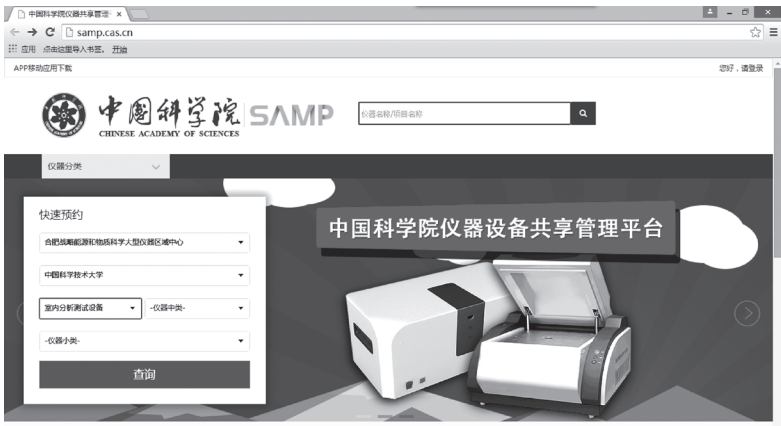 中国科学院仪器共享管理
samp.cas.cn
应用 点击这里导入书签。 开始
APP移动应用下载
您好，请登录
中国科学院
CHINESE ACADEMY OF SCIENCES
SAMP
仪器名称/项目名称
仪器分类
快速预约
合肥战略能源和物质科学大型仪器区域中心
中国科学技术大学
室内分析测试设备
-仪器中类-
-仪器小类-
查询
中国科学院仪器设备共享管理平台